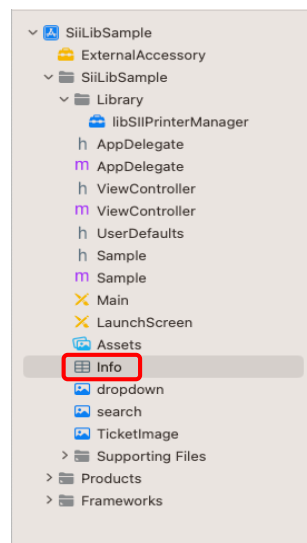 SiiLibSample
ExternalAccessory
SiiLibSample
Library
libSIIPrinterManager
h AppDelegate
m AppDelegate
h ViewController
m ViewController
h UserDefaults
h Sample
m Sample
Main
LaunchScreen
Assets
Info
dropdown
search
TicketImage
Supporting Files
Products
Frameworks